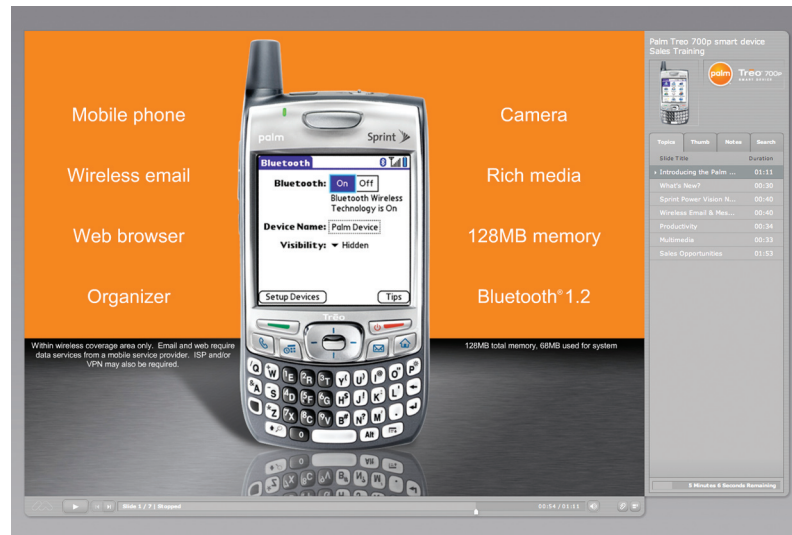 Mobile phone
Wireless email
Web browser
Organizer
Within wireless coverage area only. Email and web require
data services from a mobile service provider. ISP and/or
VPN may also be required.
palm
Sprint
Bluetooth
Bluetooth: On Off
Bluetooth Wireless
Technology is On
Device Name: Palm Device
Visibility: Hidden
Setup Devices
Tips
Treo
Alt
Camera
Rich media
128MB memory
Bluetooth® 1.2
128MB total memory, 68MB used for system
Palm Treo 700p smart device
Sales Training
palm
Treo 700p
SMART DEVICE
Topics Thumb Notes Search
Slide Title Duration
Introducing the Palm ... 01:11
What's New? 00:30
Sprint Power Vision N... 00:40
Wireless Email & Mes... 00:40
Productivity 00:34
Multimedia 00:33
Sales Opportunities 01:53
5 Minutes 6 Seconds Remaining
Slide 1 / 7 | Stopped
00:54 / 01:11